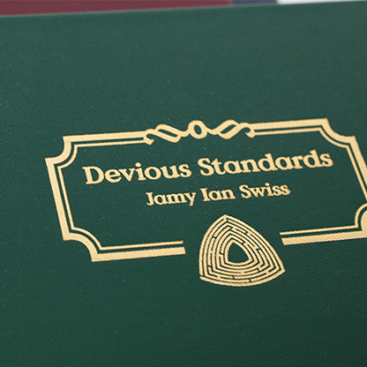 Devious Standards
Jamy Ian Swiss